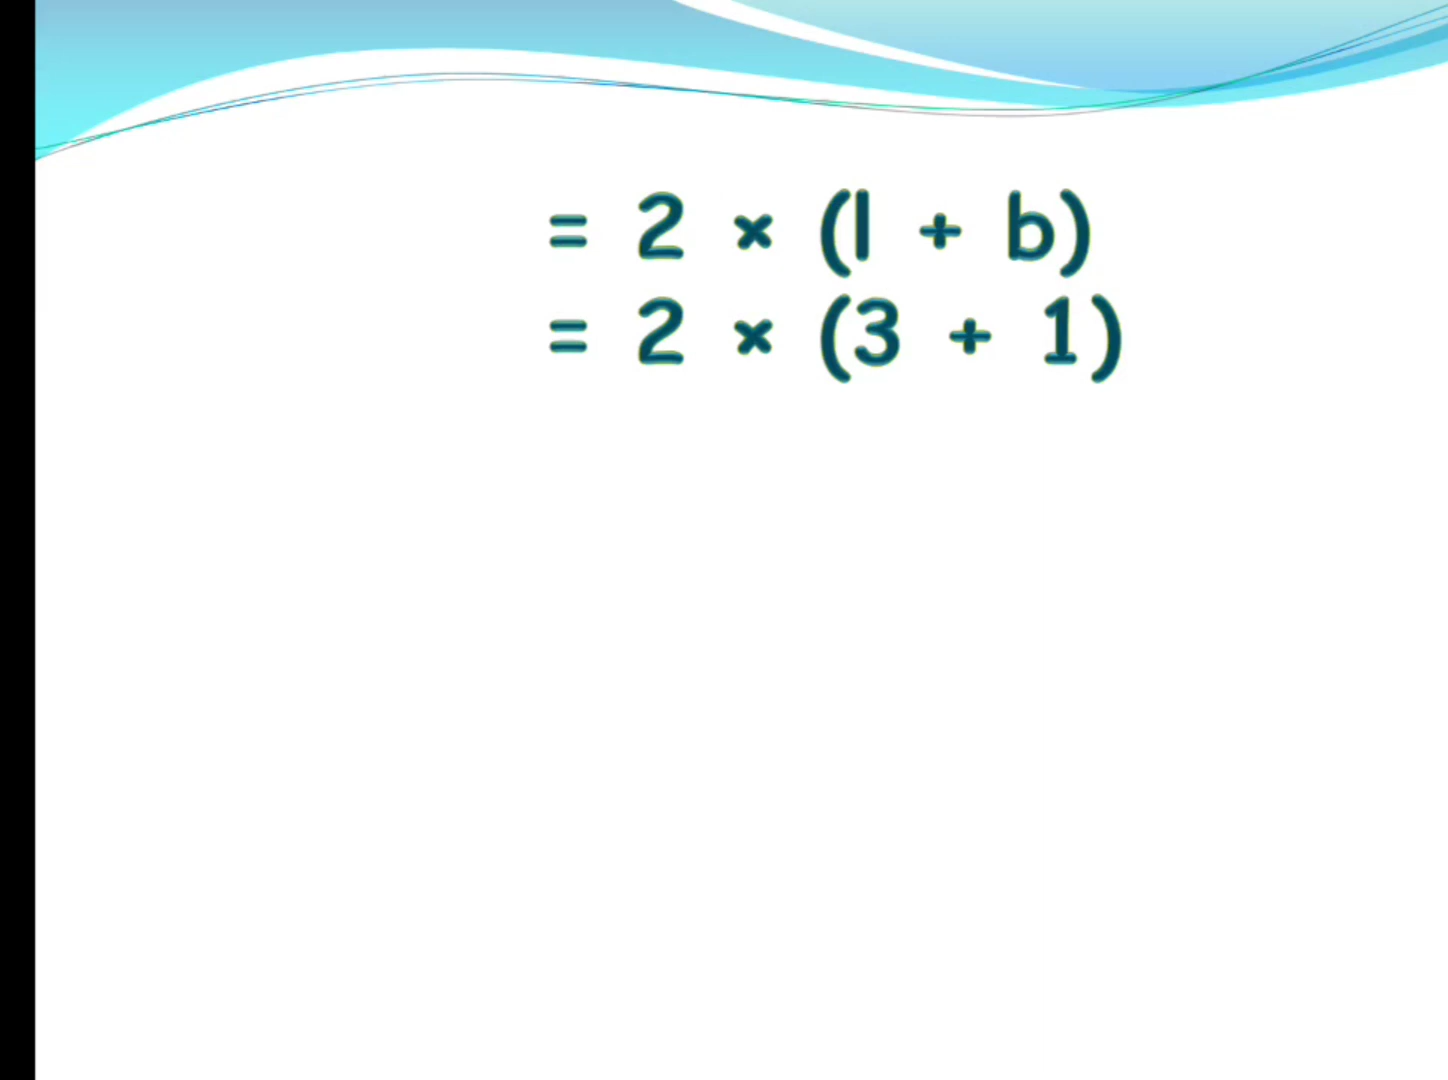 = 2 × (l + b)
= 2 × (3 + 1)